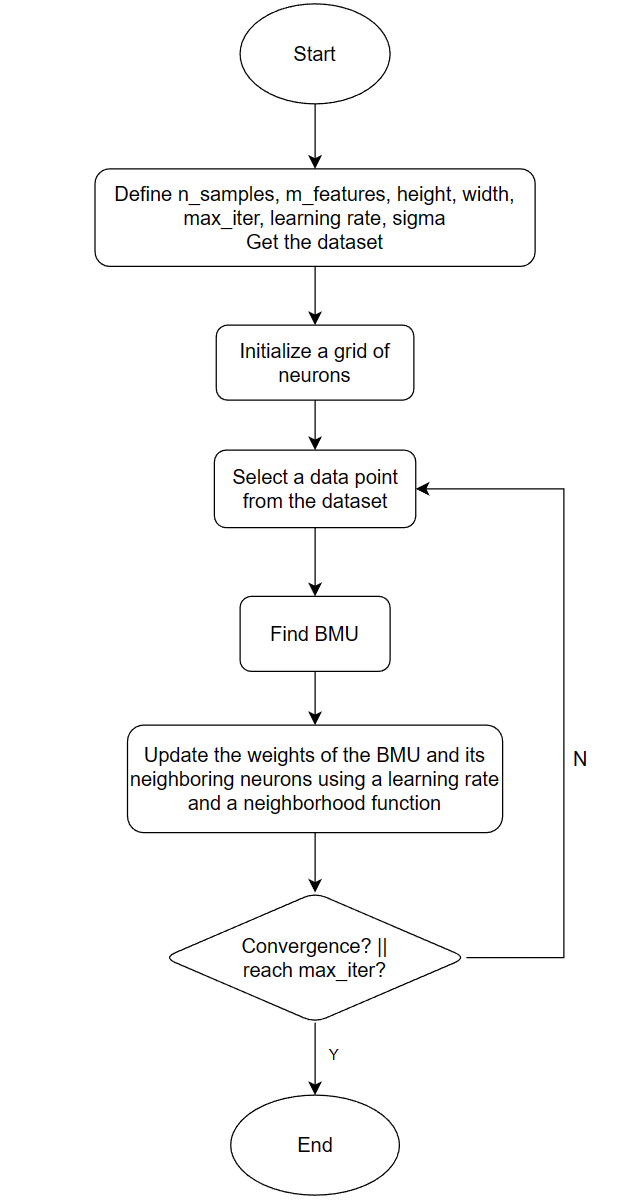 Start
Define n_samples, m_features, height, width,
max_iter, learning rate, sigma
Get the dataset
Initialize a grid of
neurons
Select a data point
from the dataset
Find BMU
Update the weights of the BMU and its
neighboring neurons using a learning rate
and a neighborhood function
N
Convergence? ||
reach max_iter?
Y
End